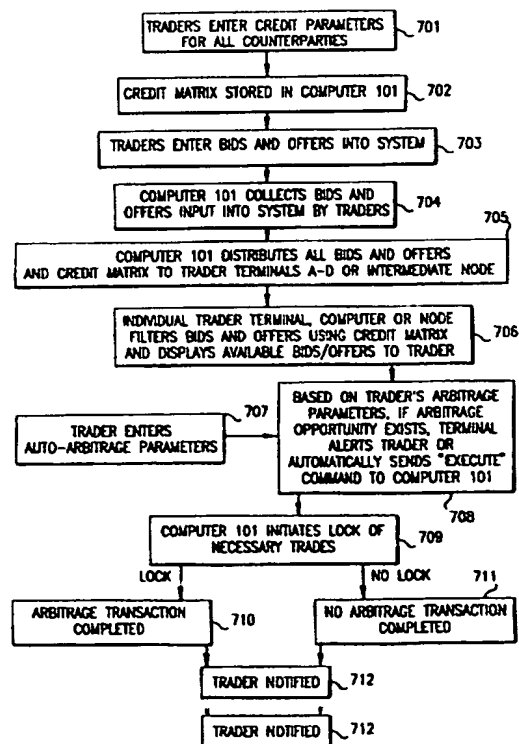 TRADERS ENTER CREDIT PARAMETERS
FOR ALL COUNTERPARTIES
701
CREDIT MATRIX STORED IN COMPUTER 101
702
TRADERS ENTER BIDS AND OFFERS INTO SYSTEM
703
COMPUTER 101 COLLECTS BIDS AND
OFFERS INPUT INTO SYSTEM BY TRADERS
704
705
COMPUTER 101 DISTRIBUTES ALL BIDS AND OFFERS
AND CREDIT MATRIX TO TRADER TERMINALS A-D OR INTERMEDIATE NODE
INDIVIDUAL TRADER TERMINAL, COMPUTER OR NODE
FILTERS BIDS AND OFFERS USING CREDIT MATRIX
AND DISPLAYS AVAILABLE BIDS/OFFERS TO TRADER
706
707
TRADER ENTERS
AUTO-ARBITRAGE PARAMETERS
BASED ON TRADER'S ARBITRAGE
PARAMETERS, IF ARBITRAGE
OPPORTUNITY EXISTS, TERMINAL
ALERTS TRADER OR
AUTOMATICALLY SENDS "EXECUTE"
COMMAND TO COMPUTER 101
708
COMPUTER 101 INITIATES LOCK OF
NECESSARY TRADES
709
LOCK
NO LOCK
711
ARBITRAGE TRANSACTION
COMPLETED
710
NO ARBITRAGE TRANSACTION
COMPLETED
TRADER NOTIFIED
712
TRADER NOTIFIED
712